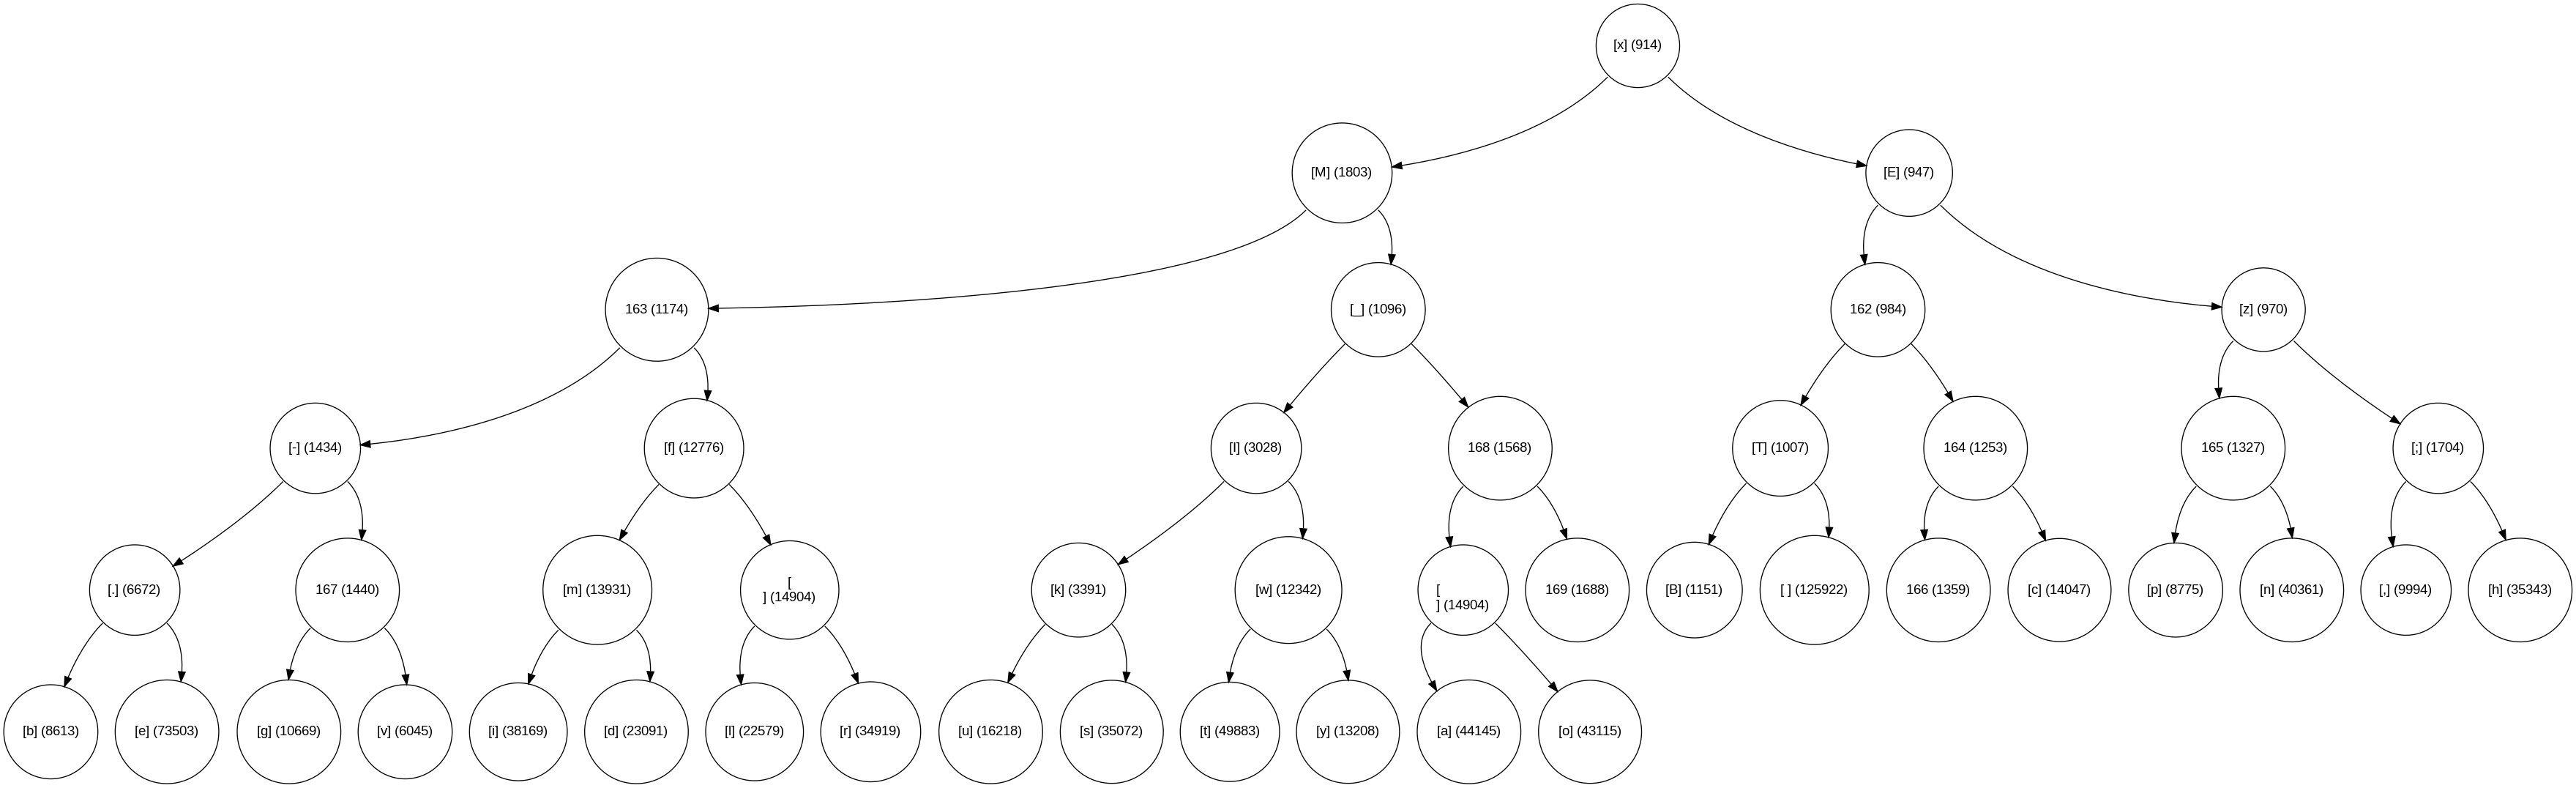 [x] (914)
[M] (1803)
[E] (947)
163 (1174)
[_] (1096)
162 (984)
[z] (970)
[-] (1434)
[f] (12776)
[I] (3028)
168 (1568)
[T] (1007)
164 (1253)
165 (1327)
[;] (1704)
[.] (6672)
167 (1440)
[m] (13931)
[
] (14904)
[k] (3391)
[w] (12342)
[
] (14904)
169 (1688)
[B] (1151)
[ ] (125922)
166 (1359)
[c] (14047)
[p] (8775)
[n] (40361)
[,] (9994)
[h] (35343)
[b] (8613)
[e] (73503)
[g] (10669)
[v] (6045)
[i] (38169)
[d] (23091)
[l] (22579)
[r] (34919)
[u] (16218)
[s] (35072)
[t] (49883)
[y] (13208)
[a] (44145)
[o] (43115)